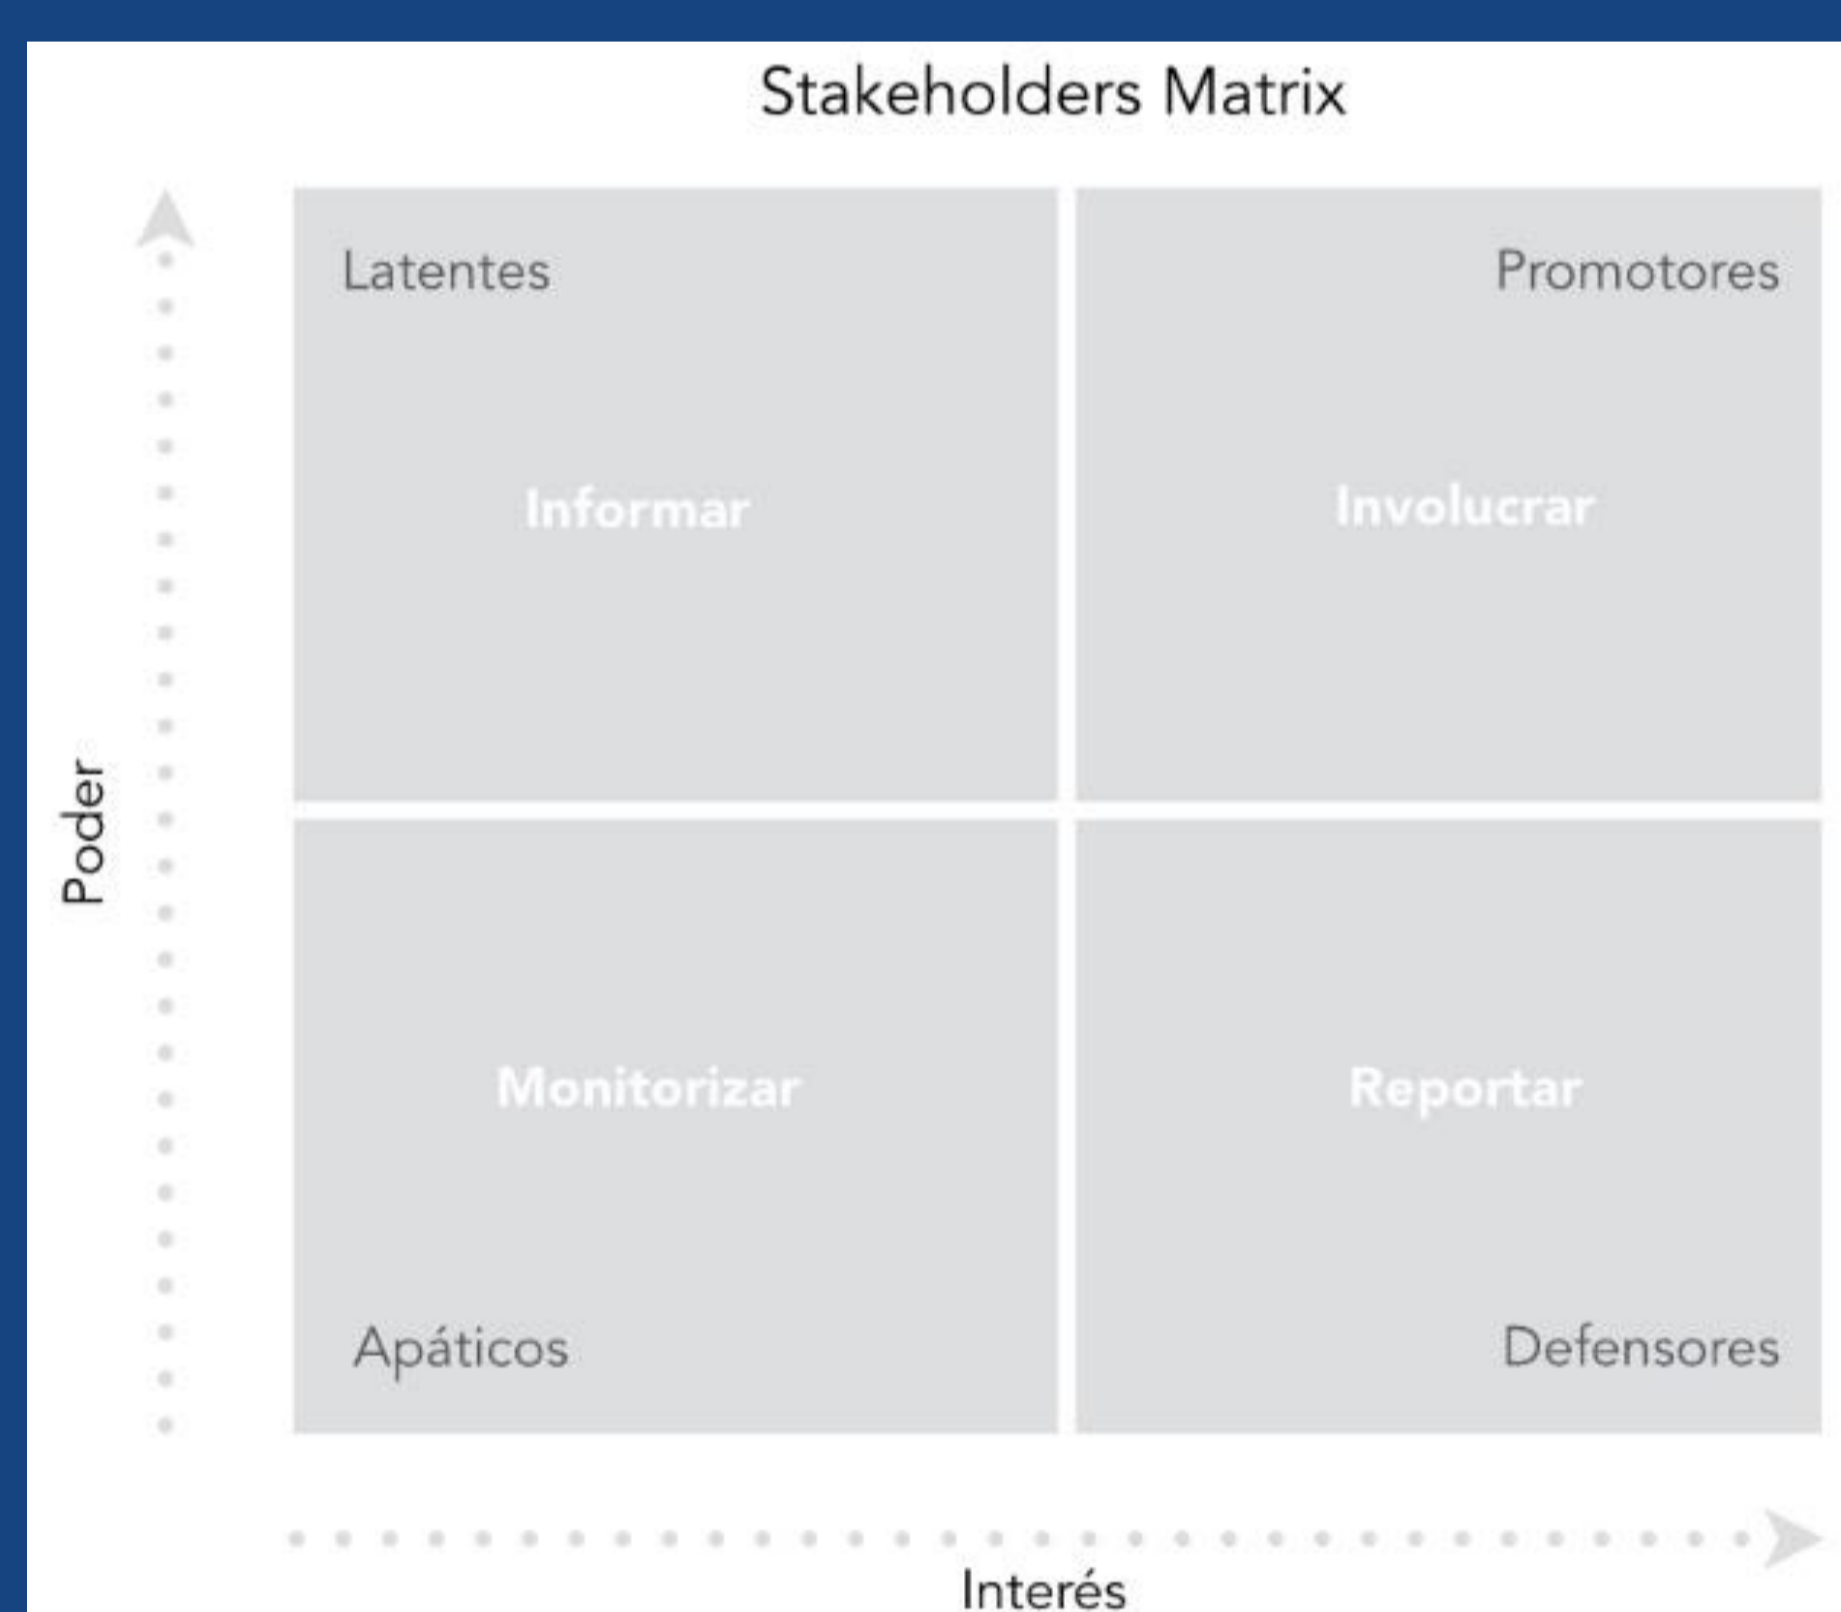 Stakeholders Matrix
Latentes
Promotores
Informar
Involucrar
Poder
Monitorizar
Reportar
Apáticos
Defensores
Interés